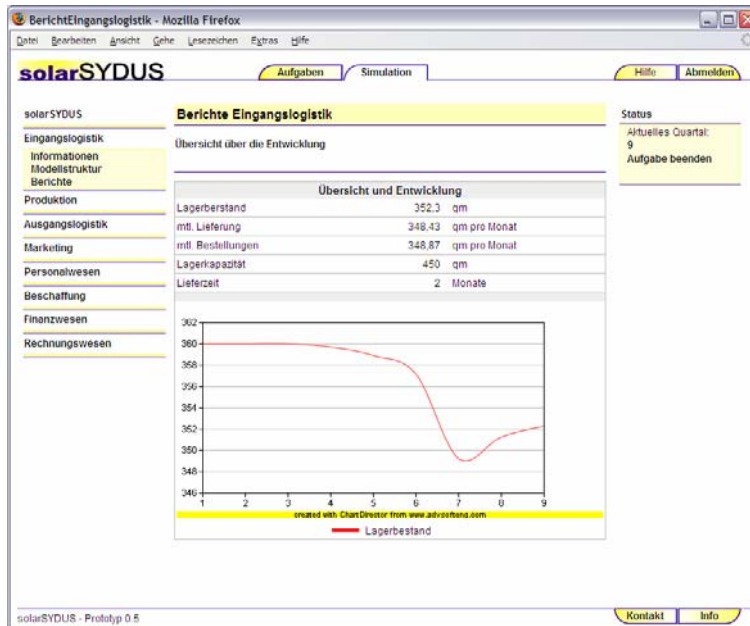 BerichtEingangslogistik - Mozilla Firefox
Datei Bearbeiten Ansicht Gehe Lesezeichen Extras Hilfe
solarSYDUS
Aufgaben Simulation
Hilfe Abmelden
solarSYDUS
Eingangslogistik
Informationen
Modellstruktur
Berichte
Produktion
Ausgangslogistik
Marketing
Personalwesen
Beschaffung
Finanzwesen
Rechnungswesen
Berichte Eingangslogistik
Übersicht über die Entwicklung
Übersicht und Entwicklung
Lagerberstand 352,3 qm
mtl. Lieferung 348,43 qm pro Monat
mtl. Bestellungen 348,87 qm pro Monat
Lagerkapazität 450 qm
Lieferzeit 2 Monate
362
360
358
356
354
352
350
348
346
1 2 3 4 5 6 7 8 9
created with ChartDirector from www.advsofteng.com
Lagerbestand
Status
Aktuelles Quartal:
9
Aufgabe beenden
solarSYDUS - Prototyp 0.5
Kontakt Info